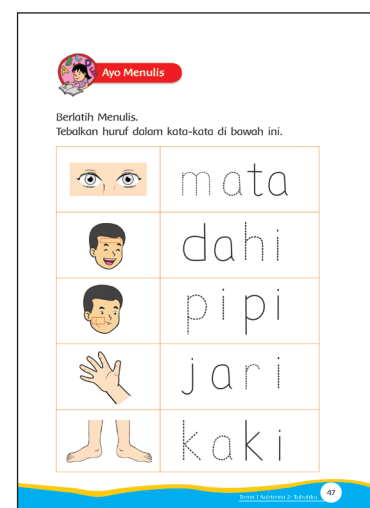 Ayo Menulis
Berlatih Menulis.
Tebalkan huruf dalam kata-kata di bawah ini.
mata
dahi
pipi
jari
kaki
Tema 1 Subtema 2: Tubuhku
47